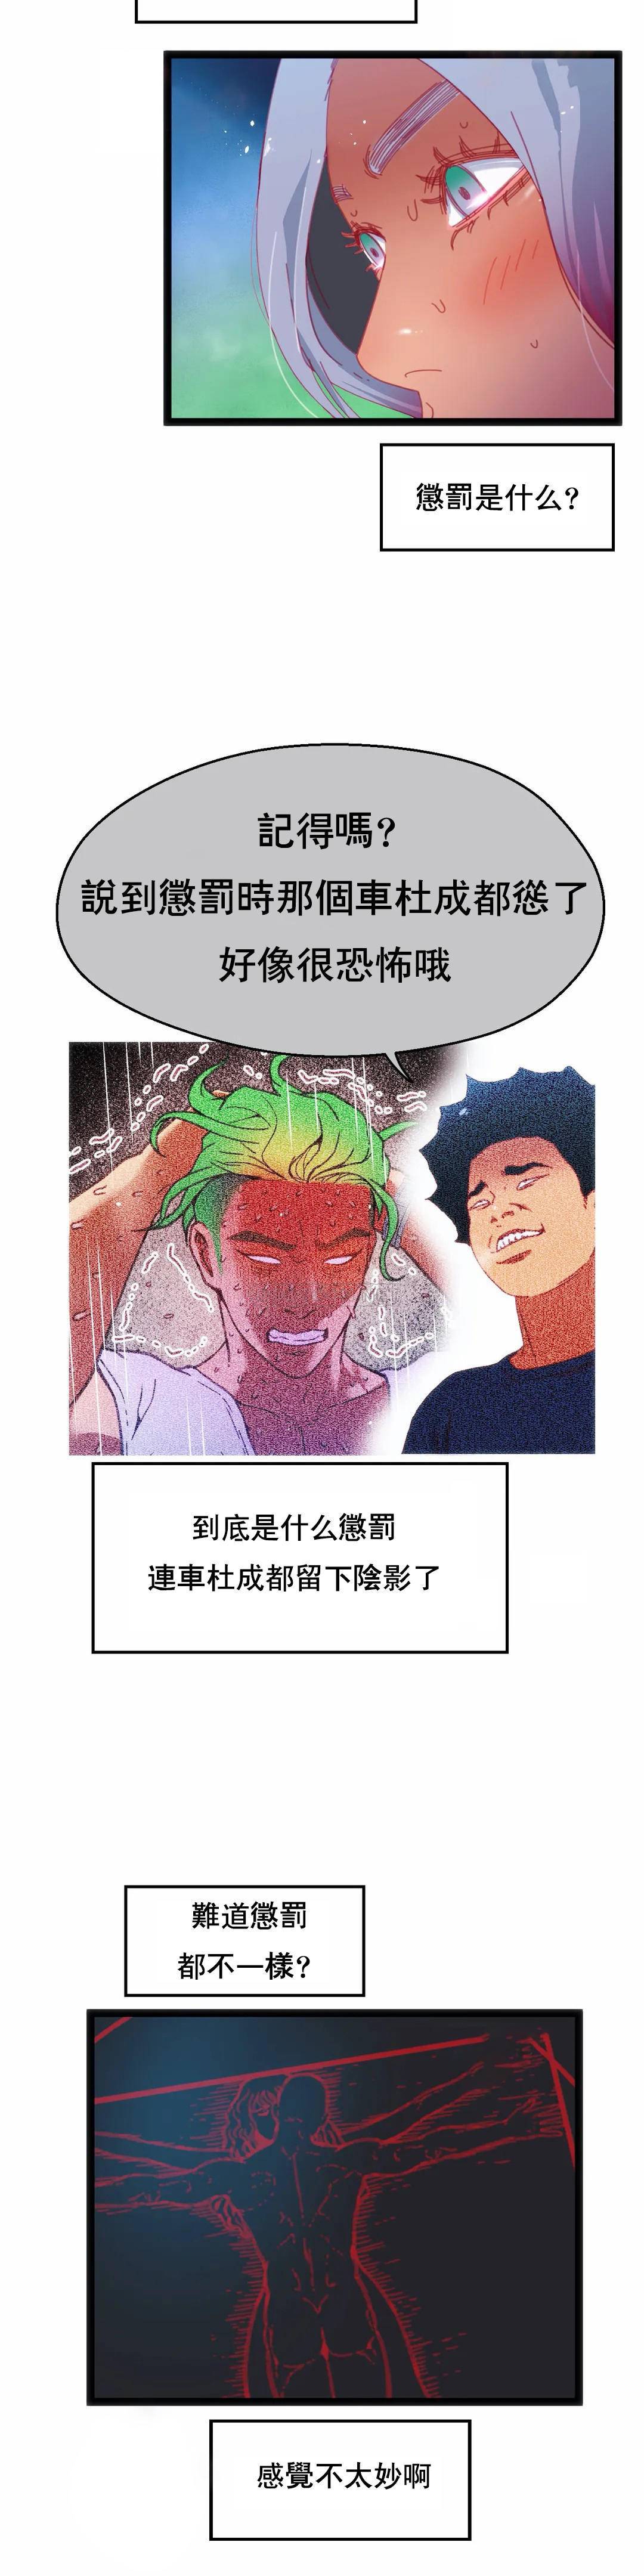 懲罰是什么?
記得嗎?
說到懲罰時那個車杜成都慫了
好像很恐怖哦
到底是什么懲罰
連車杜成都留下陰影了
難道懲罰
都不一樣?
感覺不太妙啊